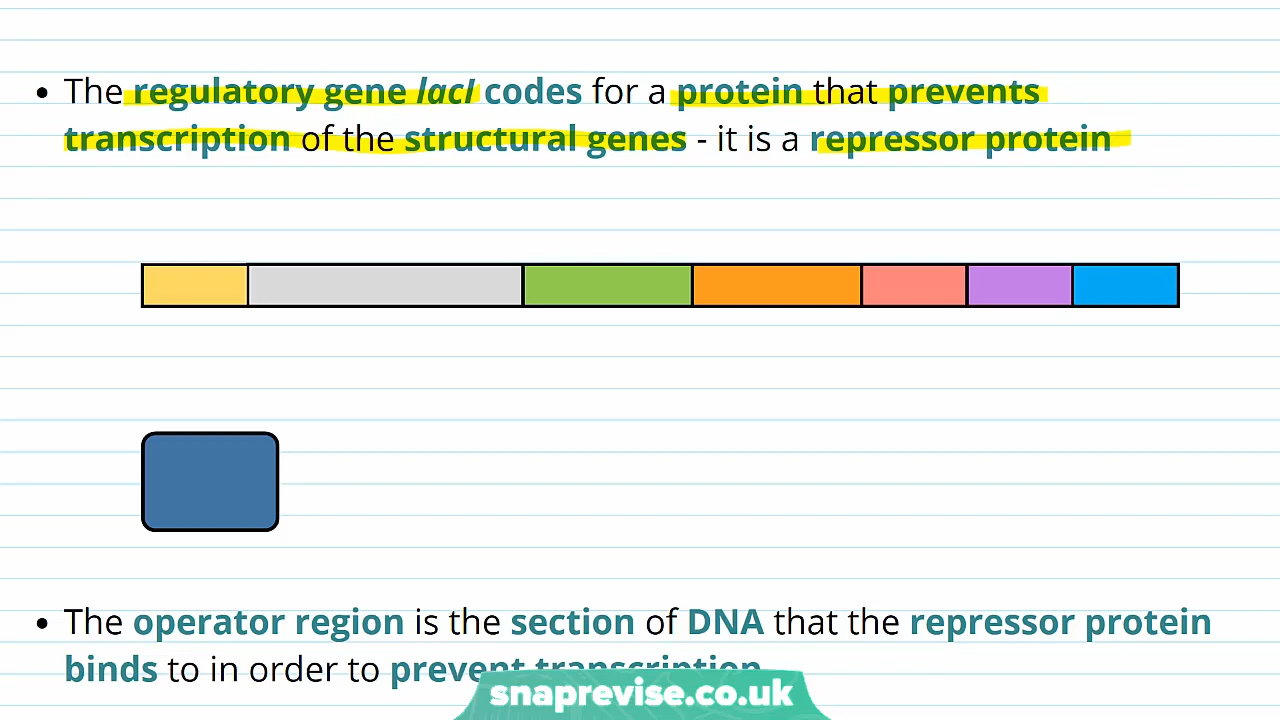 • The regulatory gene lacI codes for a protein that prevents
transcription of the structural genes - it is a repressor protein
• The operator region is the section of DNA that the repressor protein
binds to in order to prevent transcription
snaprevise.co.uk